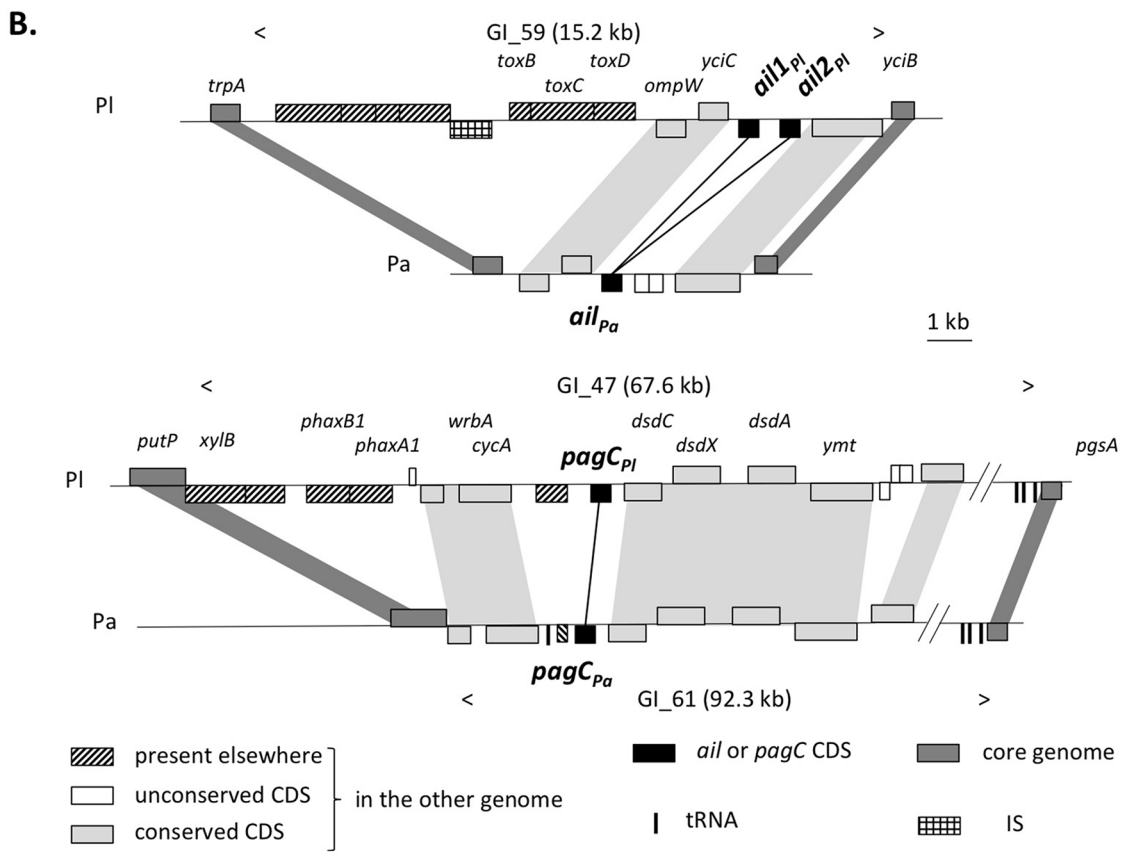 B.
< GI_59 (15.2 kb) >
toxB toxD yciC ail1Pl ail2Pl yciB
trpA toxC ompW
Pl
Pa
ailPa
1 kb
< GI_47 (67.6 kb) >
phaxB1 wrbA dsdC dsdA
putP xylB phaxA1 cycA pagCPl dsdX ymt pgsA
Pl
Pa
pagCPa
< GI_61 (92.3 kb) >
present elsewhere
unconserved CDS
conserved CDS
in the other genome
ail or pagC CDS
core genome
tRNA
IS